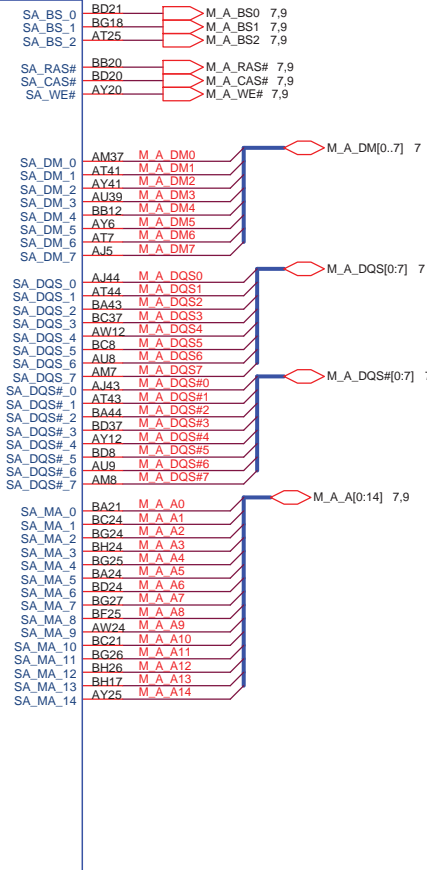 SA_BS_0 BD21 M_A_BS0 7,9
SA_BS_1 BG18 M_A_BS1 7,9
SA_BS_2 AT25 M_A_BS2 7,9
SA_RAS# BB20 M_A_RAS# 7,9
SA_CAS# BD20 M_A_CAS# 7,9
SA_WE# AY20 M_A_WE# 7,9
M_A_DM[0..7] 7
SA_DM_0 AM37 M_A_DM0
SA_DM_1 AT41 M_A_DM1
SA_DM_2 AY41 M_A_DM2
SA_DM_3 AU39 M_A_DM3
SA_DM_4 BB12 M_A_DM4
SA_DM_5 AY6 M_A_DM5
SA_DM_6 AT7 M_A_DM6
SA_DM_7 AJ5 M_A_DM7
M_A_DQS[0:7] 7
SA_DQS_0 AJ44 M_A_DQS0
SA_DQS_1 AT44 M_A_DQS1
SA_DQS_2 BA43 M_A_DQS2
SA_DQS_3 BC37 M_A_DQS3
SA_DQS_4 AW12 M_A_DQS4
SA_DQS_5 BC8 M_A_DQS5
SA_DQS_6 AU8 M_A_DQS6
SA_DQS_7 AM7 M_A_DQS7
M_A_DQS#[0:7]
SA_DQS#_0 AJ43 M_A_DQS#0
SA_DQS#_1 AT43 M_A_DQS#1
SA_DQS#_2 BA44 M_A_DQS#2
SA_DQS#_3 BD37 M_A_DQS#3
SA_DQS#_4 AY12 M_A_DQS#4
SA_DQS#_5 BD8 M_A_DQS#5
SA_DQS#_6 AU9 M_A_DQS#6
SA_DQS#_7 AM8 M_A_DQS#7
M_A_A[0:14] 7,9
SA_MA_0 BA21 M_A_A0
SA_MA_1 BC24 M_A_A1
SA_MA_2 BG24 M_A_A2
SA_MA_3 BH24 M_A_A3
SA_MA_4 BG25 M_A_A4
SA_MA_5 BA24 M_A_A5
SA_MA_6 BD24 M_A_A6
SA_MA_7 BG27 M_A_A7
SA_MA_8 BF25 M_A_A8
SA_MA_9 AW24 M_A_A9
SA_MA_10 BC21 M_A_A10
SA_MA_11 BG26 M_A_A11
SA_MA_12 BH26 M_A_A12
SA_MA_13 BH17 M_A_A13
SA_MA_14 AY25 M_A_A14